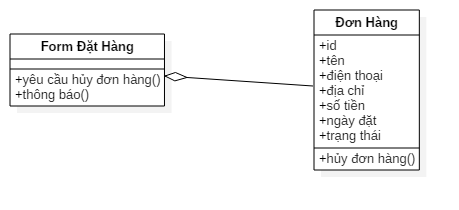 Form Đặt Hàng
+yêu cầu hủy đơn hàng()
+thông báo()
Đơn Hàng
+id
+tên
+điện thoại
+địa chỉ
+số tiền
+ngày đặt
+trạng thái
+hủy đơn hàng()